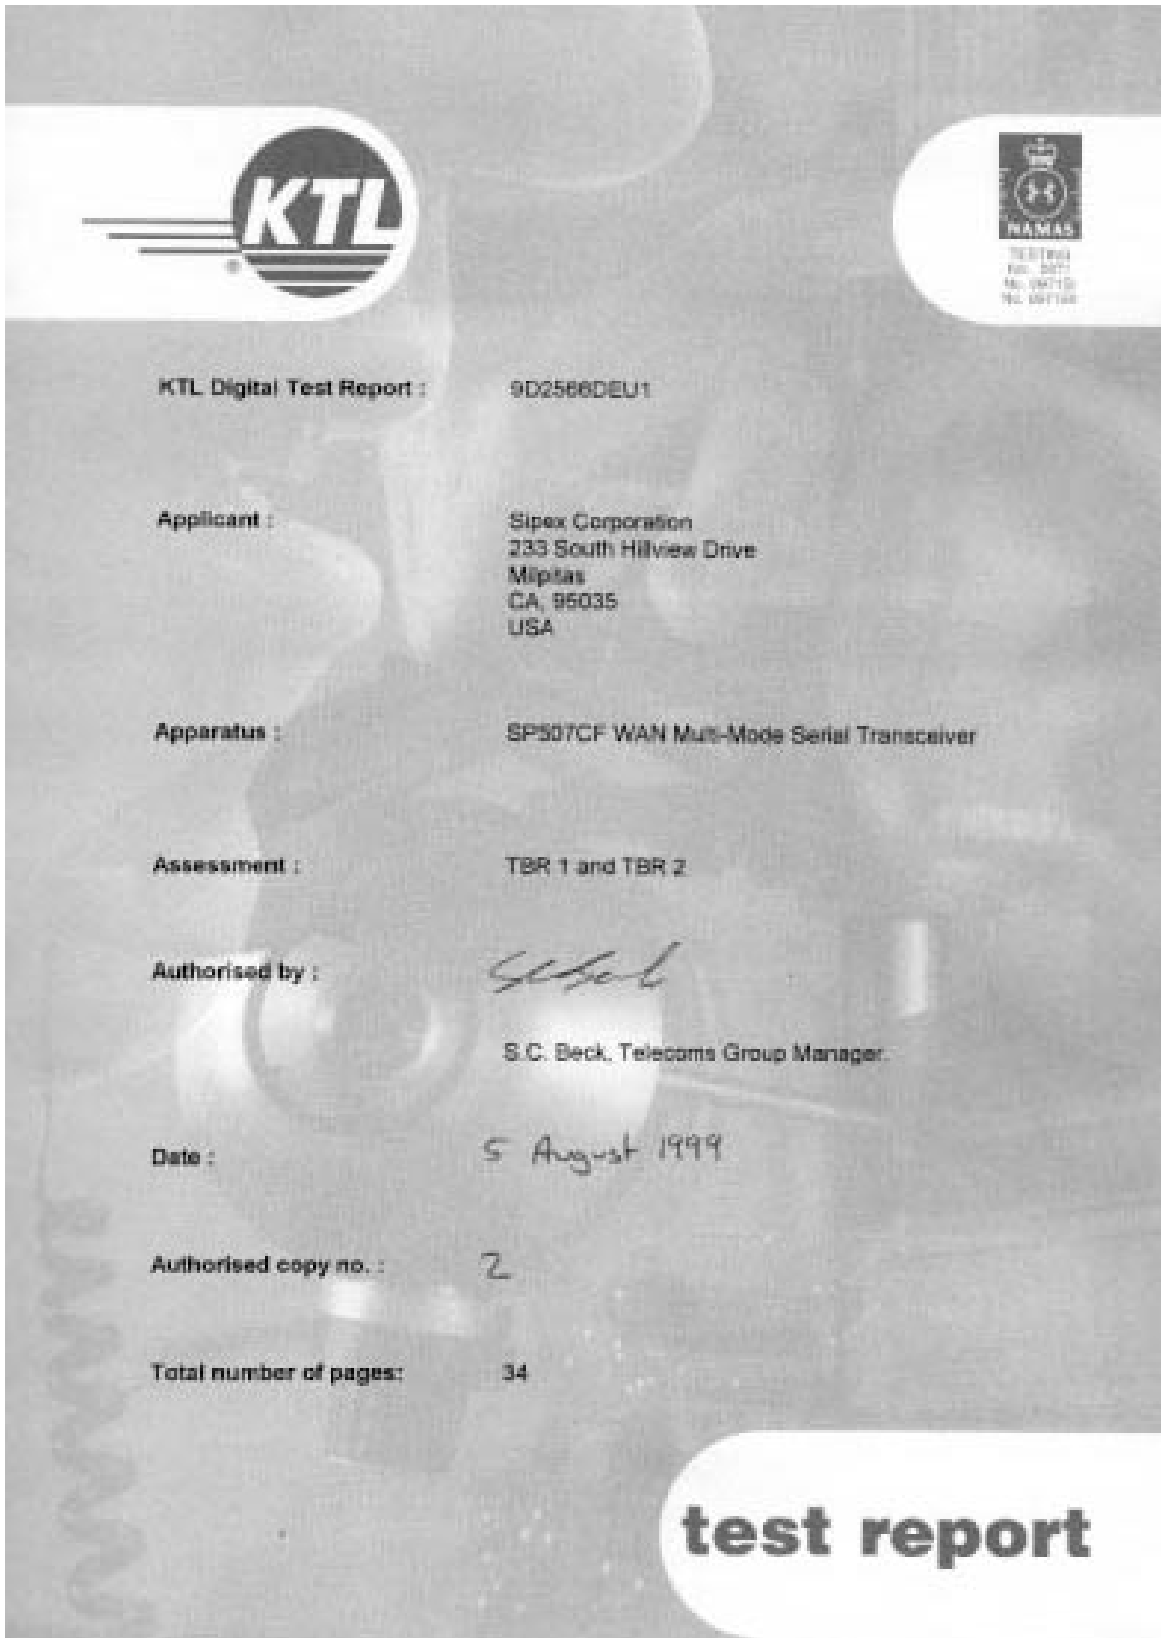 KTL
®
NAMAS
TESTING
KTL Digital Test Report : 9D2566DEU1
Applicant : Sipex Corporation
233 South Hillview Drive
Milpitas
CA, 95035
USA
Apparatus : SP507CF WAN Multi-Mode Serial Transceiver
Assessment : TBR 1 and TBR 2
Authorised by :
S.C. Beck, Telecoms Group Manager.
Date : 5 August 1999
Authorised copy no. : 2
Total number of pages: 34
test report